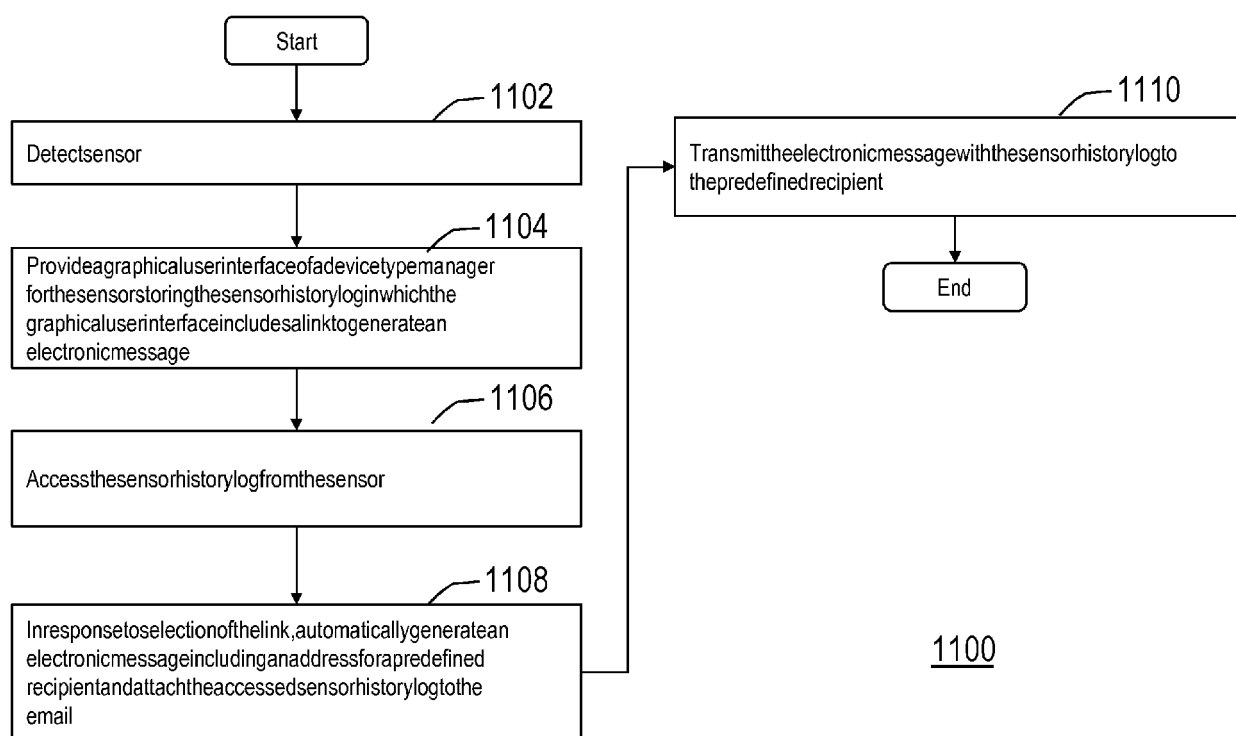 Start
1102
Detectsensor
1104
Provideagraphicaluserinterfaceofadevicetypemanager
forthesensorstoringthesensorhistoryloginwhichthe
graphicaluserinterfaceincludesalinktogeneratean
electronicmessage
1106
Accessthesensorhistorylogfromthesensor
1108
Inresponsetoselectionofthelink,automaticallygeneratean
electronicmessageincludinganaddressforapredefined
recipientandattachtheaccessedsensorhistorylogtothe
email
1110
Transmittheelectronicmessagewiththesensorhistorylogto
thepredefinedrecipient
End
1100